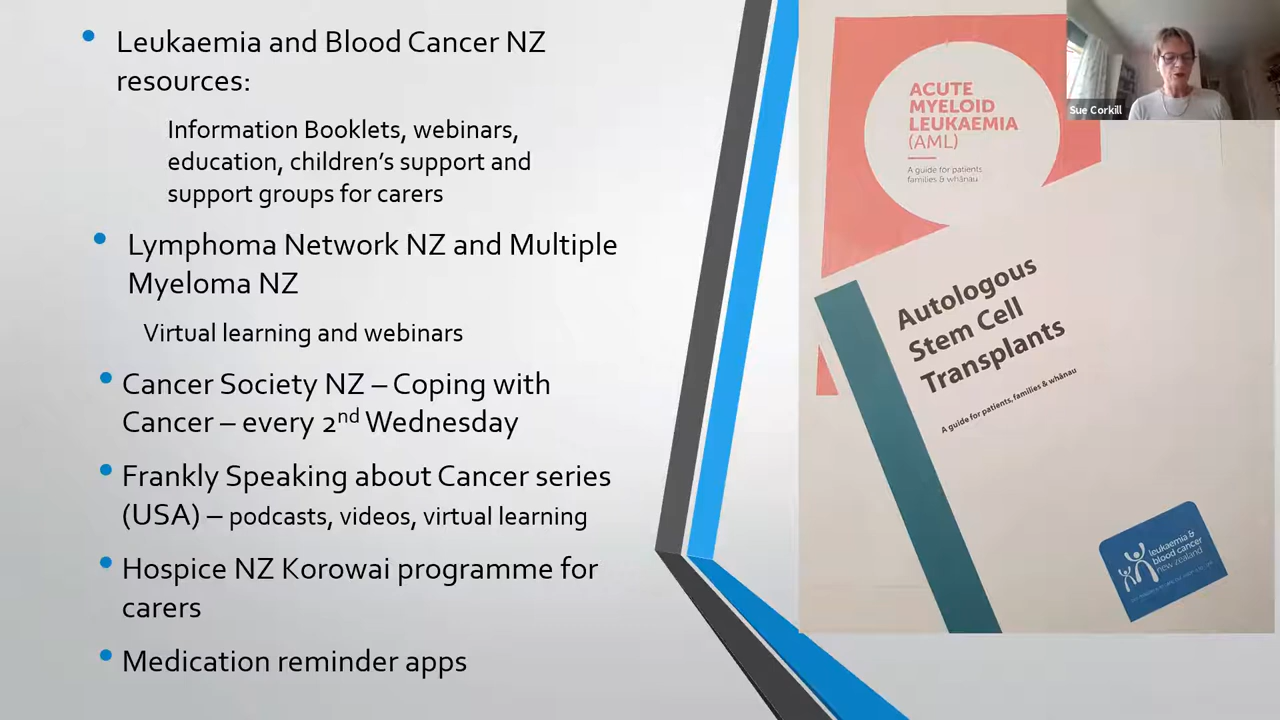 Leukaemia and Blood Cancer NZ
resources:
Information Booklets, webinars,
education, children's support and
support groups for carers
Lymphoma Network NZ and Multiple
Myeloma NZ
Virtual learning and webinars
Cancer Society NZ – Coping with
Cancer – every 2nd Wednesday
Frankly Speaking about Cancer series
(USA) – podcasts, videos, virtual learning
Hospice NZ Korowai programme for
carers
Medication reminder apps
ACUTE
MYELOID
LEUKAEMIA
(AML)
A guide for patients,
families & whānau
Autologous
Stem Cell
Transplants
A guide for patients, families & whānau
leukaemia &
blood cancer
new zealand
Sue Corkill